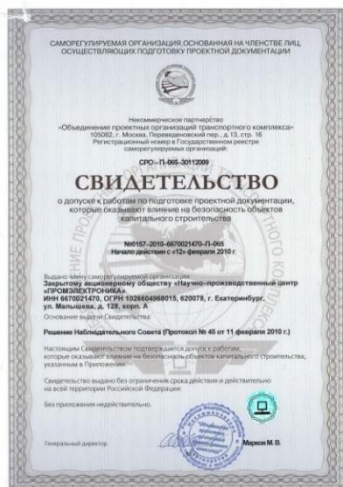 САМОРЕГУЛИРУЕМАЯ ОРГАНИЗАЦИЯ, ОСНОВАННАЯ НА ЧЛЕНСТВЕ ЛИЦ,
ОСУЩЕСТВЛЯЮЩИХ ПОДГОТОВКУ ПРОЕКТНОЙ ДОКУМЕНТАЦИИ
Некоммерческое партнерство
«Объединение проектных организаций транспортного комплекса»
105082, г. Москва, Переведеновский пер., д. 13, стр. 16
Регистрационный номер в Государственном реестре
саморегулируемых организаций:
СРО-П-065-30112009
СВИДЕТЕЛЬСТВО
о допуске к работам по подготовке проектной документации,
которые оказывают влияние на безопасность объектов
капитального строительства
№0157-2010-6670021470-П-065
Начало действия с «12» февраля 2010 г.
Выдано члену саморегулируемой организации:
Закрытому акционерному обществу «Научно-производственный центр
«ПРОМЭЛЕКТРОНИКА»
ИНН 6670021470, ОГРН 1026604968015, 620078, г. Екатеринбург,
ул. Малышева, д. 128, корп. А
Основание выдачи Свидетельства:
Решение Наблюдательного Совета (Протокол № 45 от 11 февраля 2010 г.)
Настоящим Свидетельством подтверждается допуск к работам,
которые оказывают влияние на безопасность объектов капитального строительства,
указанным в Приложении.
Свидетельство выдано без ограничения срока действия и действительно
на всей территории Российской Федерации.
Без приложения недействительно.
Генеральный директор
Мирков М. В.